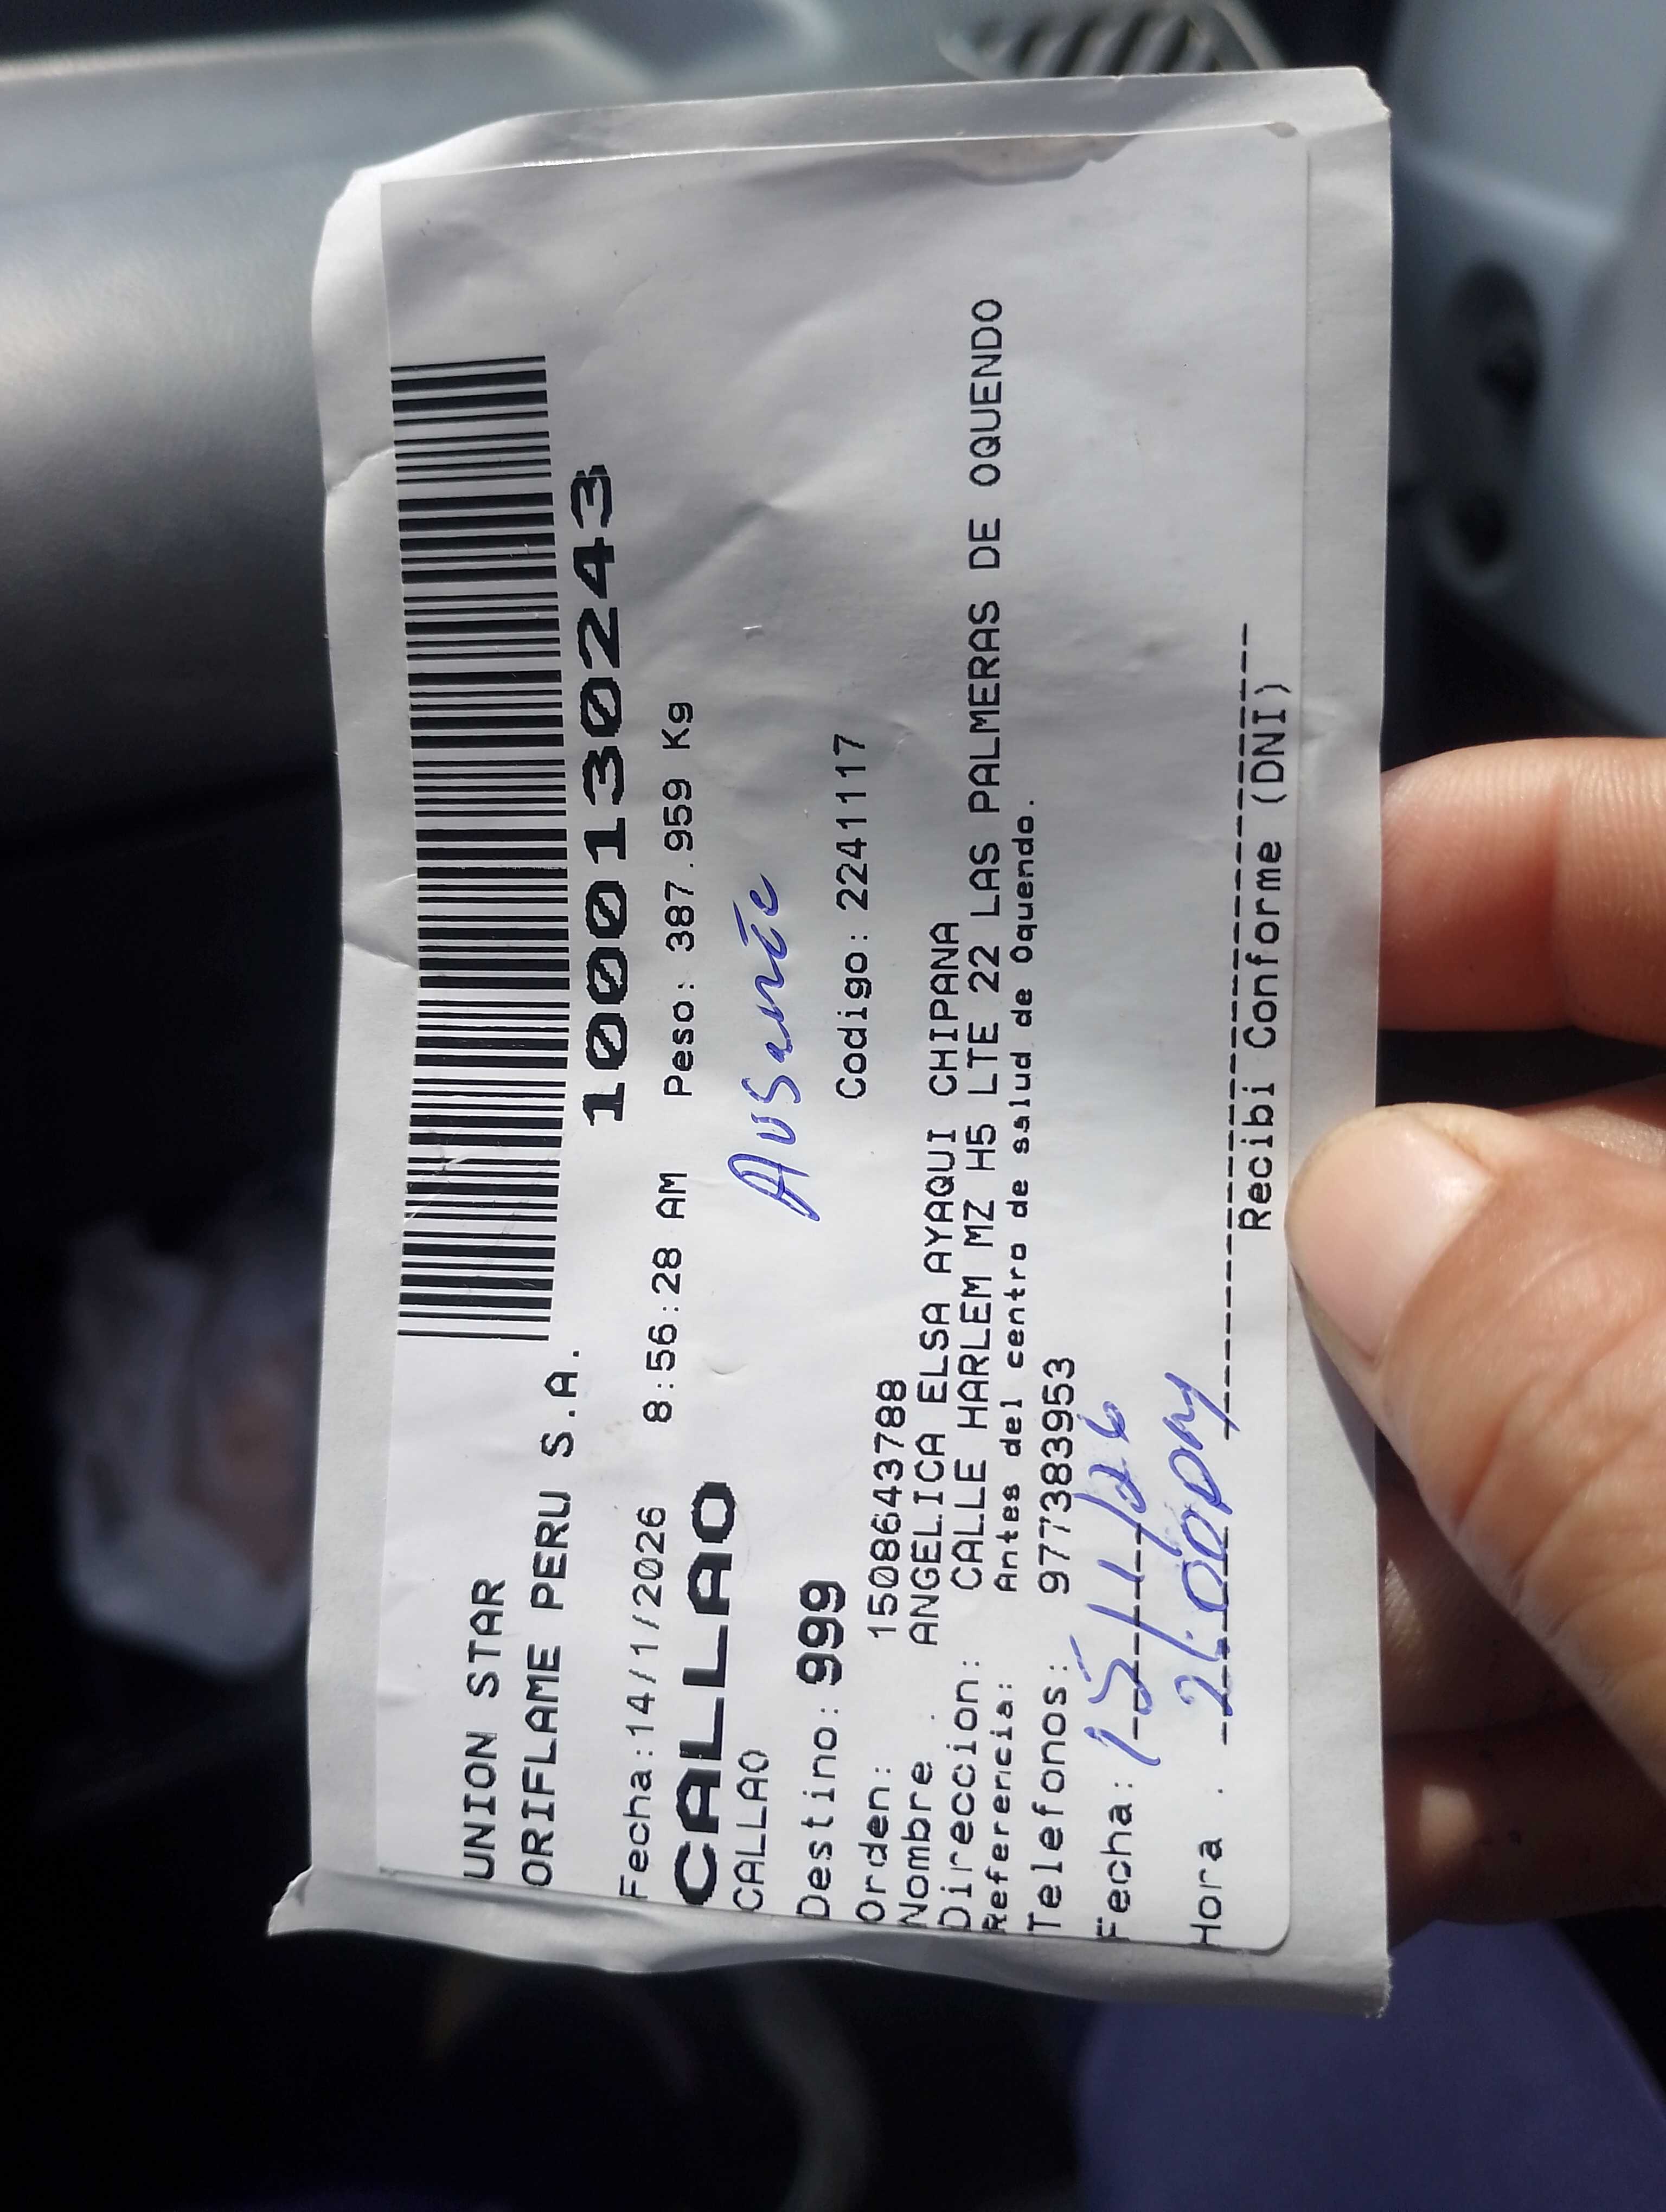 UNION STAR
ORIFLAME PERU S.A.
1000130243
Fecha:14/1/2026 8:56:28 AM Peso: 387.959 Kg
CALLAO
CALLAO
Ausente
Destino: 999 Codigo: 2241117
Orden: 1508643788
Nombre : ANGELICA ELSA AYAQUI CHIPANA
Direccion: CALLE HARLEM MZ H5 LTE 22 LAS PALMERAS DE OQUENDO
Referencia: Antes del centro de salud de Oquendo.
Telefonos: 977383953
Fecha: 15/1/26
Hora : 21:00pm
Recibi Conforme (DNI)